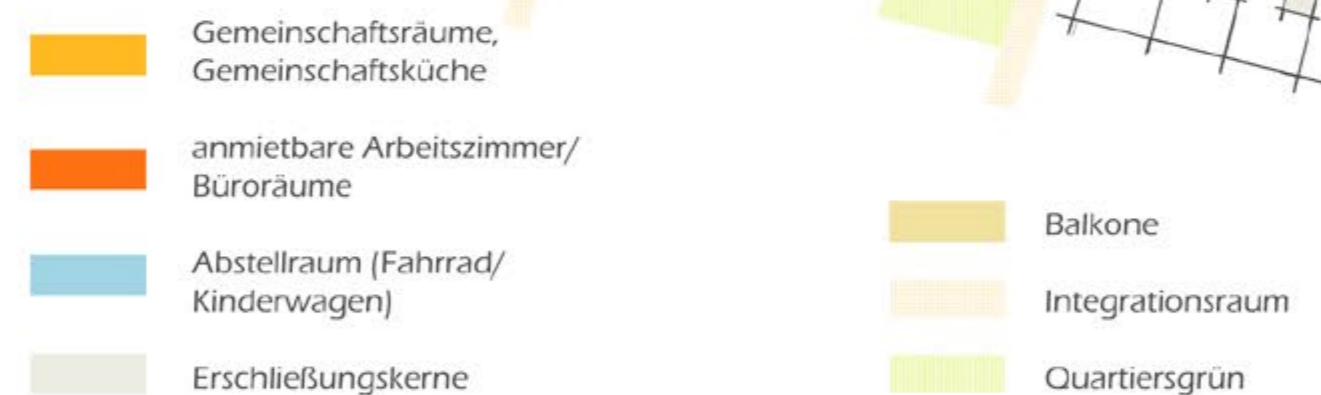 Gemeinschaftsräume,
Gemeinschaftsküche
anmietbare Arbeitszimmer/
Büroräume
Abstellraum (Fahrrad/
Kinderwagen)
Erschließungskerne
Balkone
Integrationsraum
Quartiersgrün